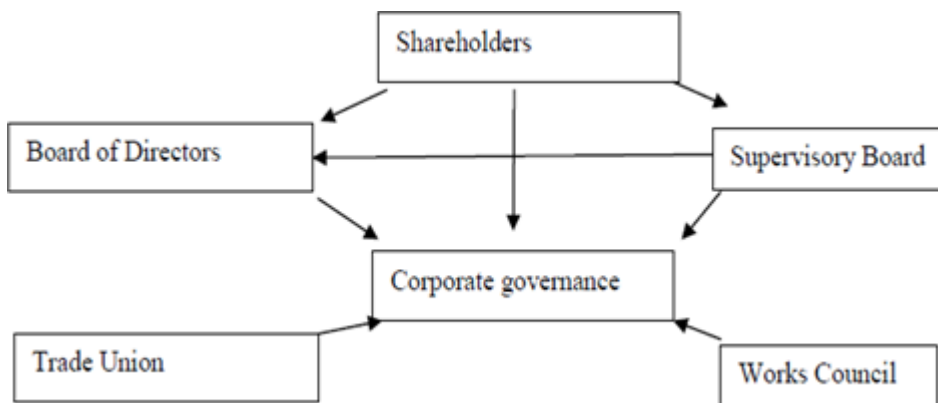 Shareholders
Board of Directors
Supervisory Board
Corporate governance
Trade Union
Works Council